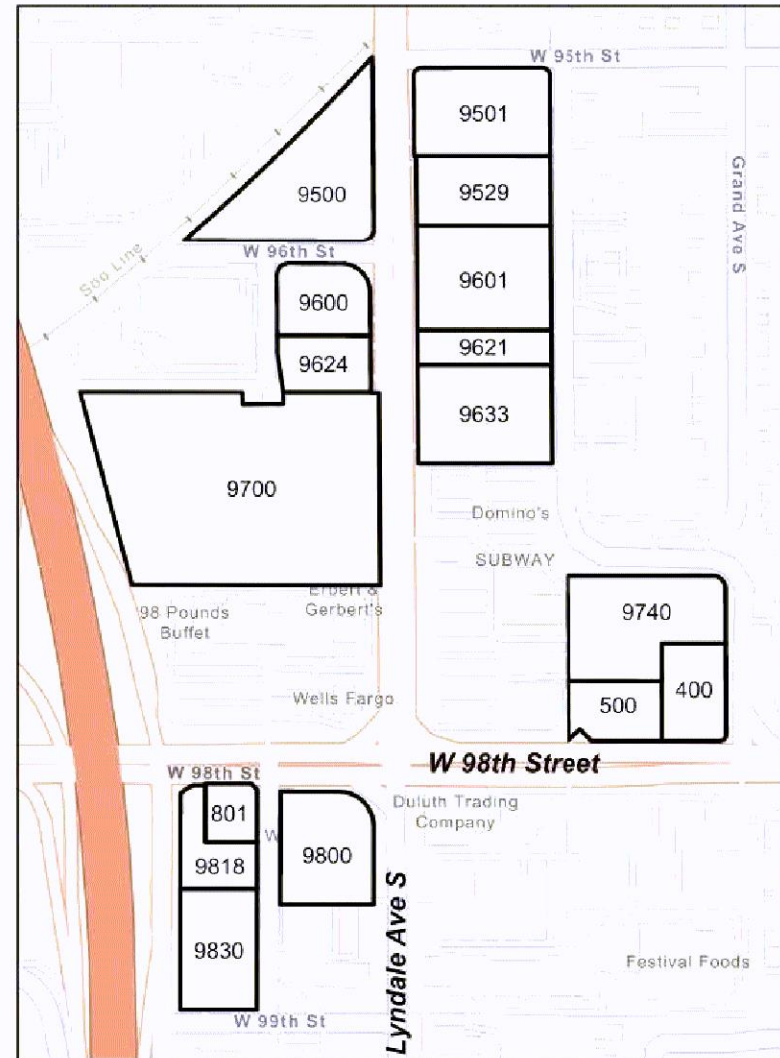 W 95th St
9501
9500
9529
Grand Ave S
W 96th St
Soo Line
9600
9601
9624
9621
9633
9700
Domino's
SUBWAY
Erbert &
Gerbert's
98 Pounds
Buffet
9740
400
500
Wells Fargo
W 98th Street
W 98th St
801
Duluth Trading
Company
W
9800
9818
Lyndale Ave S
9830
Festival Foods
W 99th St